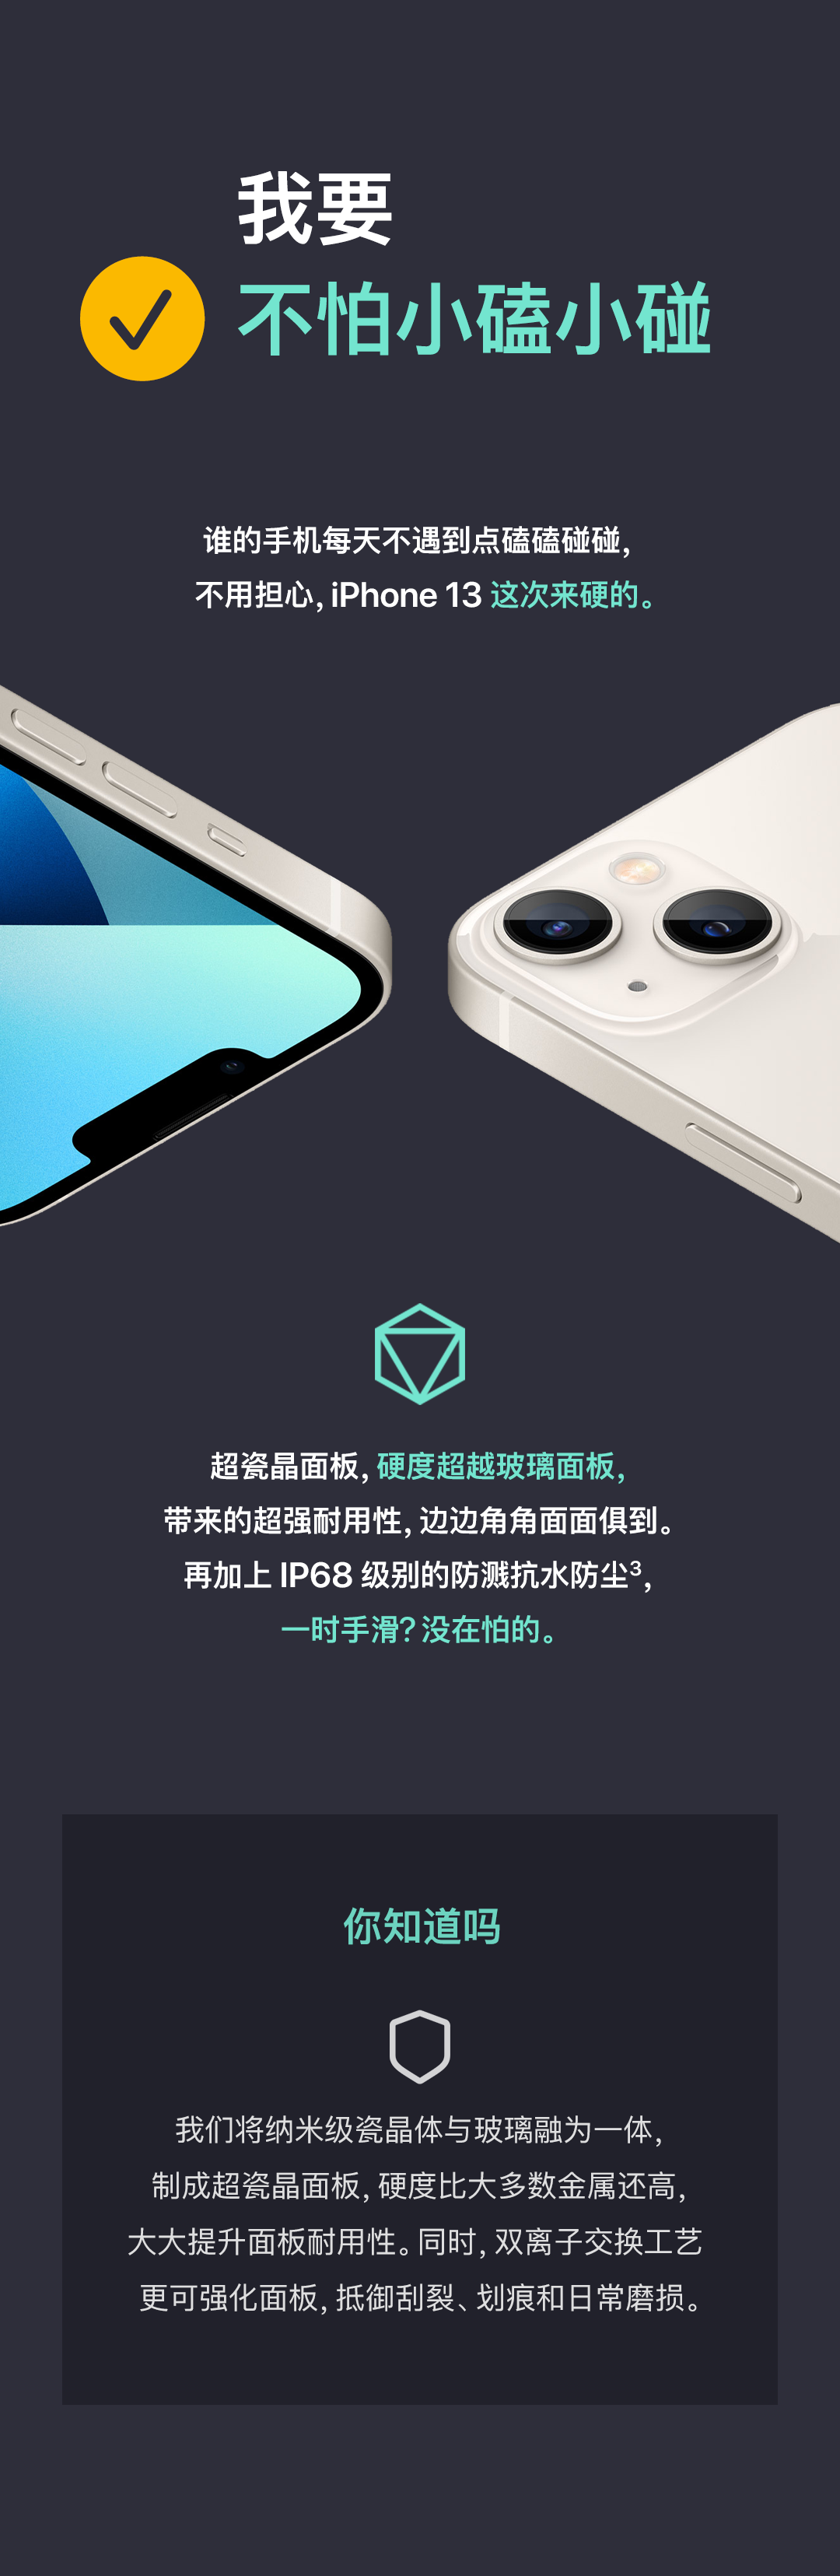 我要
不怕小磕小碰
谁的手机每天不遇到点磕磕碰碰，
不用担心，iPhone 13 这次来硬的。
超瓷晶面板，硬度超越玻璃面板，
带来的超强耐用性，边边角角面面俱到。
再加上 IP68 级别的防溅抗水防尘³，
一时手滑？没在怕的。
你知道吗
我们将纳米级瓷晶体与玻璃融为一体，
制成超瓷晶面板，硬度比大多数金属还高，
大大提升面板耐用性。同时，双离子交换工艺
更可强化面板，抵御刮裂、划痕和日常磨损。